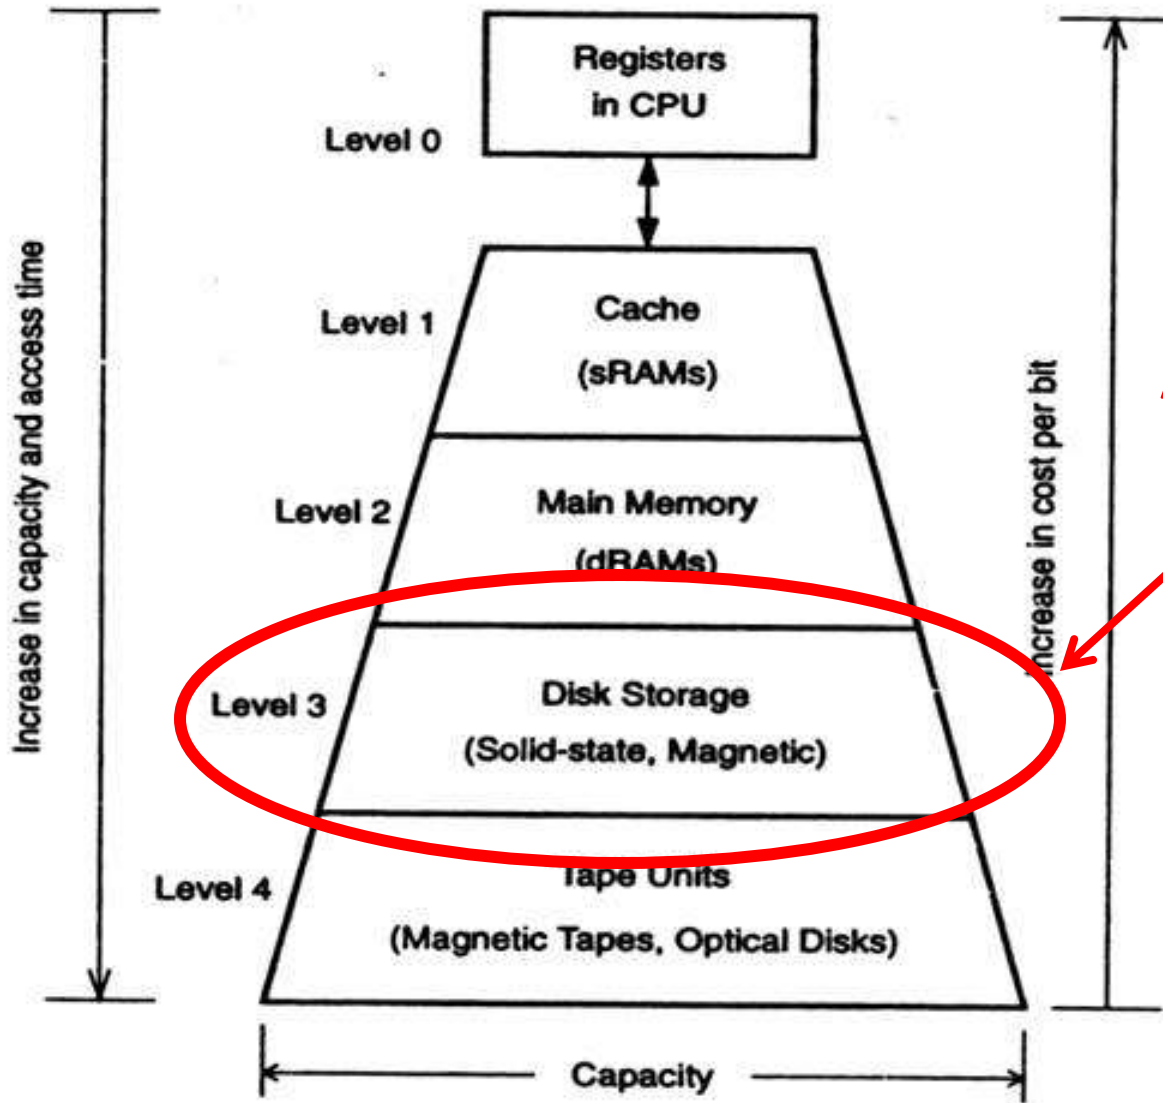 Registers
in CPU
Level 0
Cache
Level 1
(sRAMs)
Main Memory
Level 2
(dRAMs)
Disk Storage
Level 3
(Solid-state, Magnetic)
Tape Units
Level 4
(Magnetic Tapes, Optical Disks)
Capacity
Increase in capacity and access time
Increase in cost per bit